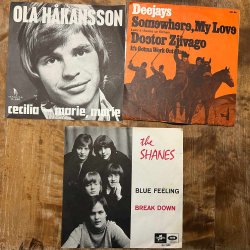 OLA HÅKANSSON
cecilia marie, marie
Deejays
Somewhere, My Love
Doctor Zjivago
It's Gonna Work Out Fine
the
SHANES
BLUE FEELING
BREAK DOWN